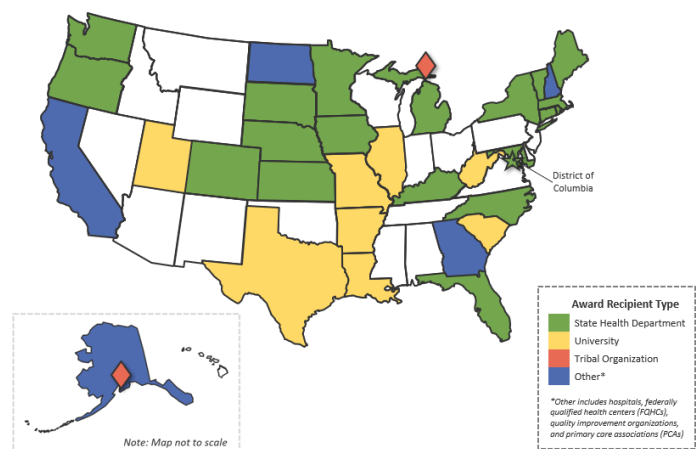 District of
Columbia
Award Recipient Type
State Health Department
University
Tribal Organization
Other*
*Other includes hospitals, federally
qualified health centers (FQHCs),
quality improvement organizations,
and primary care associations (PCAs)
Note: Map not to scale